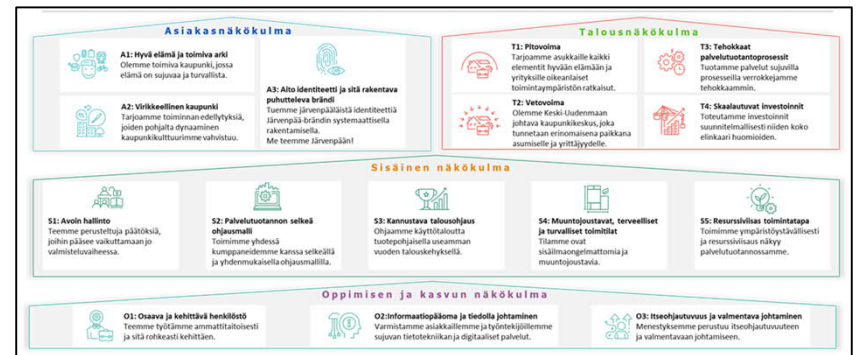 Asiakasnäkökulma
A1: Hyvä elämä ja toimiva arki
Olemme toimiva kaupunki, jossa
elämä on sujuvaa ja turvallista.
A2: Virikkeellinen kaupunki
Tarjoamme toiminnan edellytyksiä,
joiden pohjalta dynaaminen
kaupunkikulttuurimme vahvistuu.
A3: Aito identiteetti ja sitä rakentava
puhutteleva brändi
Tuemme järvenpääläistä identiteettiä
Järvenpää-brändin systemaattisella
rakentamisella.
Me teemme Järvenpään!
Talousnäkökulma
T1: Pitovoima
Tarjoamme asukkaille kaikki
elementit hyvään elämään ja
yrityksille oikeanlaiset
toimintaympäristön ratkaisut.
T2: Vetovoima
Olemme Keski-Uudenmaan
johtava kaupunkikeskus, joka
tunnetaan erinomaisena paikkana
asumiselle ja yrittäjyydelle.
T3: Tehokkaat
palvelutuotantoprosessit
Tuotamme palvelut sujuvilla
prosesseilla verrokkejamme
tehokkaammin.
T4: Skaalautuvat investoinnit
Toteutamme investoinnit
suunnitelmallisesti niiden koko
elinkaari huomioiden.
Sisäinen näkökulma
S1: Avoin hallinto
Teemme perusteltuja päätöksiä,
joihin pääsee vaikuttamaan jo
valmisteluvaiheessa.
S2: Palvelutuotannon selkeä
ohjausmalli
Toimimme yhdessä
kumppaneidemme kanssa selkeällä
ja yhdenmukaisella ohjausmallilla.
S3: Kannustava talousohjaus
Ohjaamme käyttötaloutta
tuotepohjaisella useamman
vuoden talouskehyksellä.
S4: Muuntojoustavat, terveelliset
ja turvalliset toimitilat
Tilamme ovat
sisäilmaongelmattomia ja
muuntojoustavia.
S5: Resurssiviisas toimintatapa
Toimimme ympäristöystävällisesti
ja resurssiviisaus näkyy
palvelutuotannossamme.
Oppimisen ja kasvun näkökulma
O1: Osaava ja kehittävä henkilöstö
Teemme työtämme ammattitaitoisesti
ja sitä rohkeasti kehittäen.
O2:Informaatiopääoma ja tiedolla johtaminen
Varmistamme asiakkaillemme ja työntekijöillemme
sujuvan tietotekniikan ja digitaaliset palvelut.
O3: Itseohjautuvuus ja valmentava johtaminen
Menestyksemme perustuu itseohjautuvuuteen
ja valmentavaan johtamiseen.